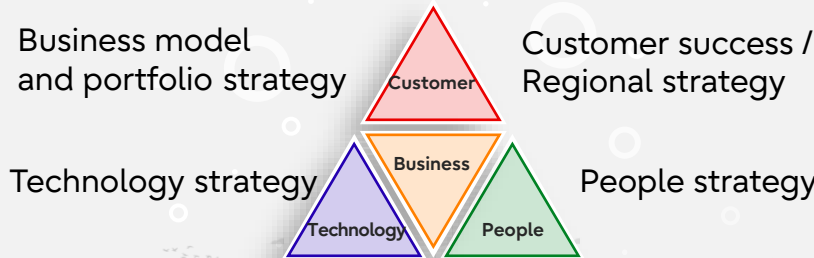 Business model
and portfolio strategy
Customer success /
Regional strategy
Customer
Business
Technology strategy
People strategy
Technology
People